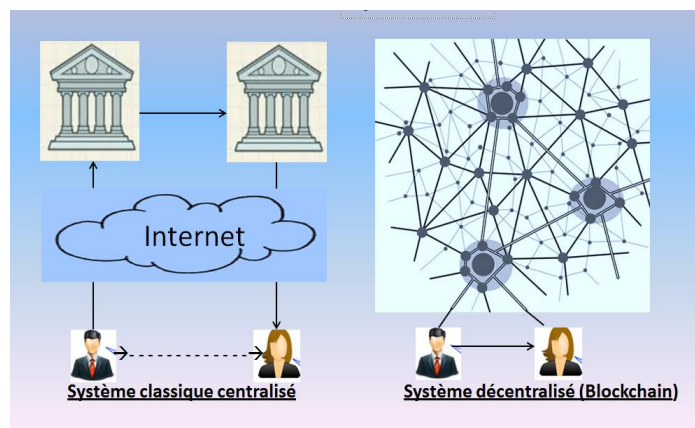 Internet
Système classique centralisé
Système décentralisé (Blockchain)